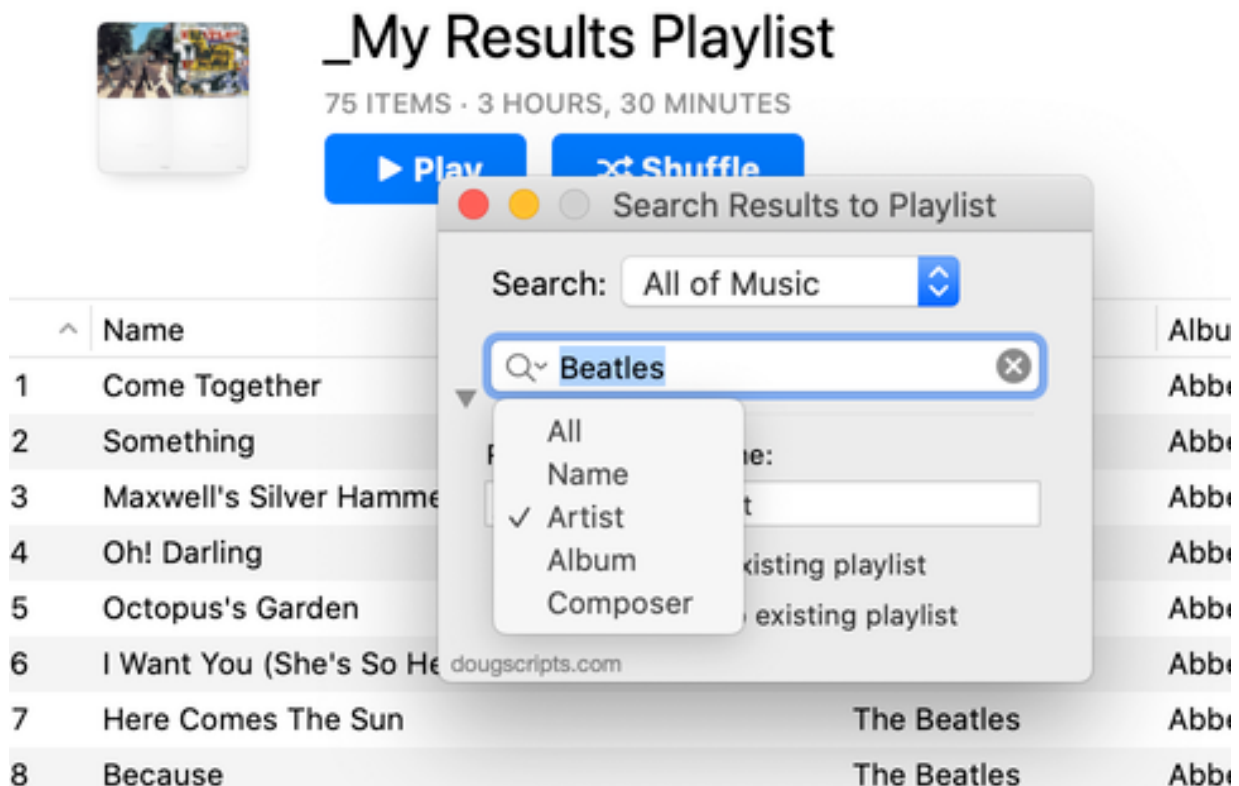 _My Results Playlist
75 ITEMS · 3 HOURS, 30 MINUTES
Play
Shuffle
Search Results to Playlist
Search: All of Music
Beatles
All
Name
Artist
Album
Composer
xisting playlist
existing playlist
dougscripts.com
Name Albu
1 Come Together Abbe
2 Something Abbe
3 Maxwell's Silver Hamme Abbe
4 Oh! Darling Abbe
5 Octopus's Garden Abbe
6 I Want You (She's So He Abbe
7 Here Comes The Sun The Beatles Abbe
8 Because The Beatles Abbe